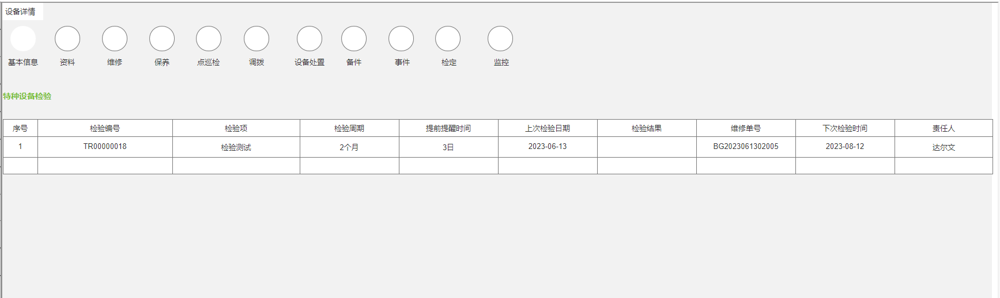 设备详情
基本信息 资料 维修 保养 点巡检 调拨 设备处置 备件 事件 检定 监控
特种设备检验
序号 检验编号 检验项 检验周期 提前提醒时间 上次检验日期 检验结果 维修单号 下次检验时间 责任人
1 TR00000018 检验测试 2个月 3日 2023-06-13 BG2023061302005 2023-08-12 达尔文